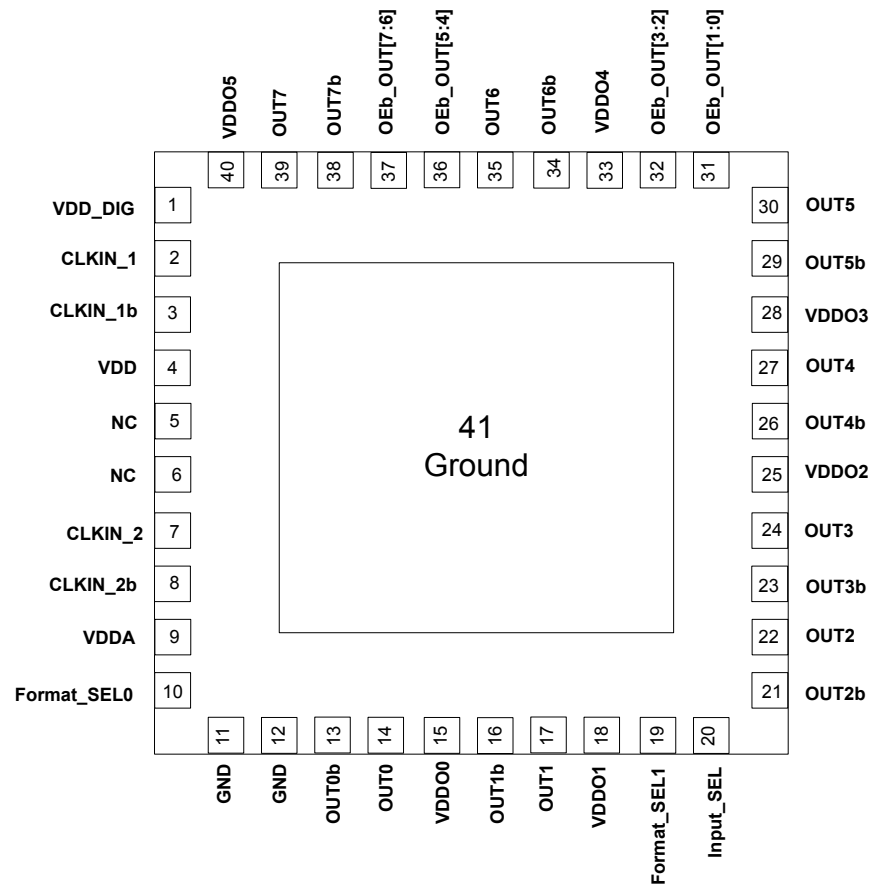 VDDO5
OUT7
OUT7b
OEb_OUT[7:6]
OEb_OUT[5:4]
OUT6
OUT6b
VDDO4
OEb_OUT[3:2]
OEb_OUT[1:0]
40
39
38
37
36
35
34
33
32
31
VDD_DIG 1
CLKIN_1 2
CLKIN_1b 3
VDD 4
NC 5
NC 6
CLKIN_2 7
CLKIN_2b 8
VDDA 9
Format_SEL0 10
41
Ground
30 OUT5
29 OUT5b
28 VDDO3
27 OUT4
26 OUT4b
25 VDDO2
24 OUT3
23 OUT3b
22 OUT2
21 OUT2b
11
12
13
14
15
16
17
18
19
20
GND
GND
OUT0b
OUT0
VDDO0
OUT1b
OUT1
VDDO1
Format_SEL1
Input_SEL